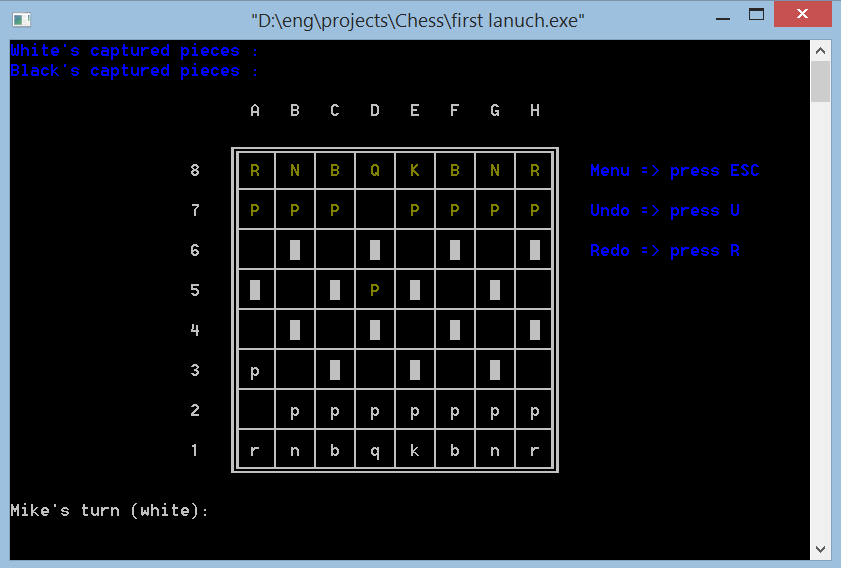 "D:\eng\projects\Chess\first lanuch.exe"
White's captured pieces :
Black's captured pieces :
A B C D E F G H
8 R N B Q K B N R Menu => press ESC
7 P P P P P P P Undo => press U
6 Redo => press R
5 P
4
3 p
2 p p p p p p p
1 r n b q k b n r
Mike's turn (white):